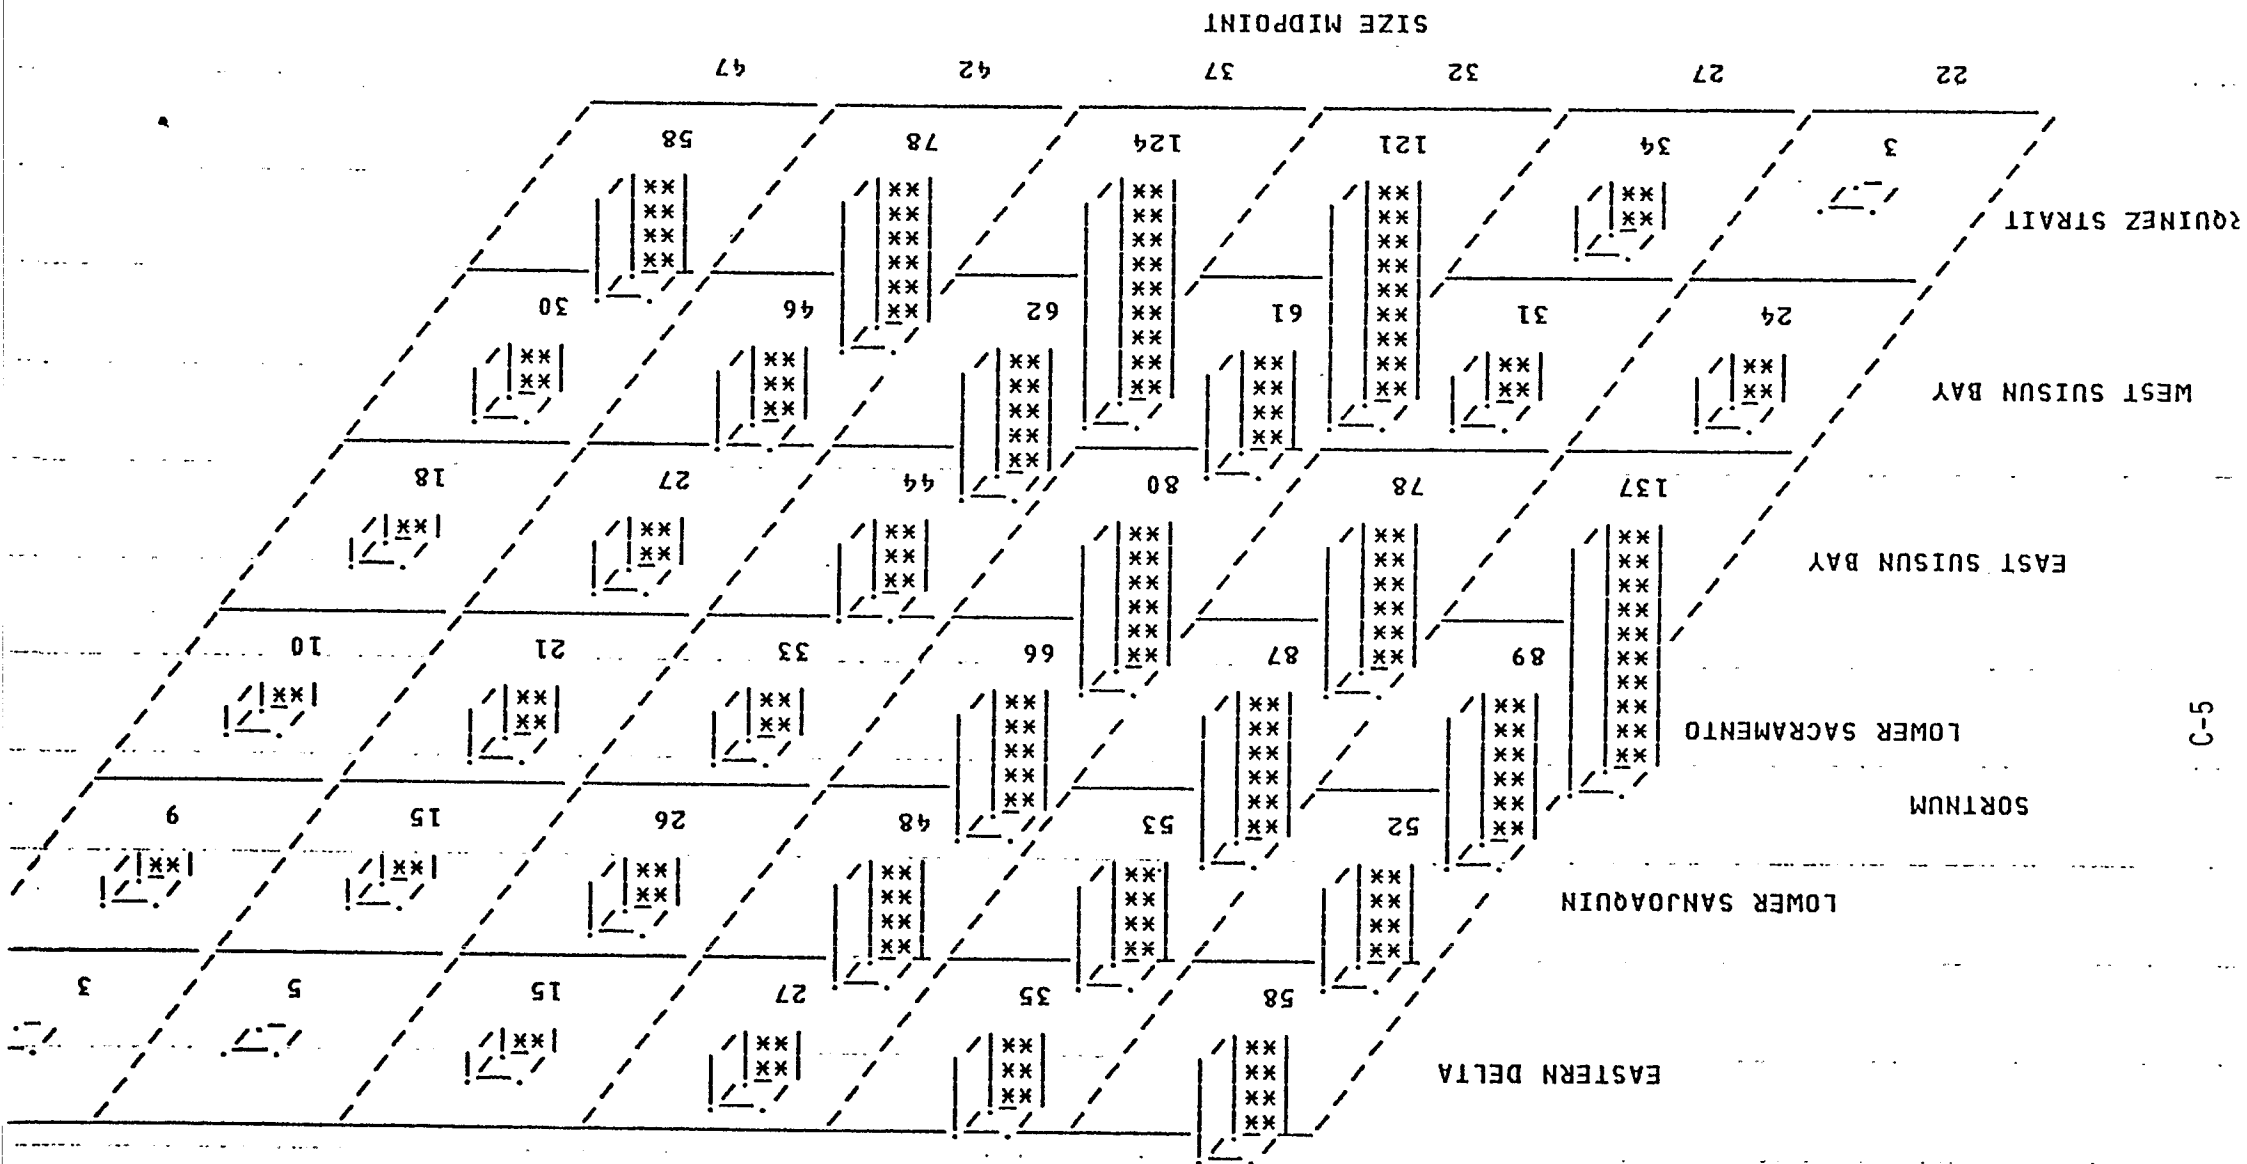 EASTERN DELTA
58 35 27 15 5 3
LOWER SANJOAQUIN
52 53 48 26 15 9
SORTNUM
LOWER SACRAMENTO
89 87 66 33 21 10
EAST SUISUN BAY
137 78 80 44 27 18
WEST SUISUN BAY
24 31 61 62 46 30
RQUINEZ STRAIT
3 34 121 124 78 58
22 27 32 37 42 47
SIZE MIDPOINT
C-5